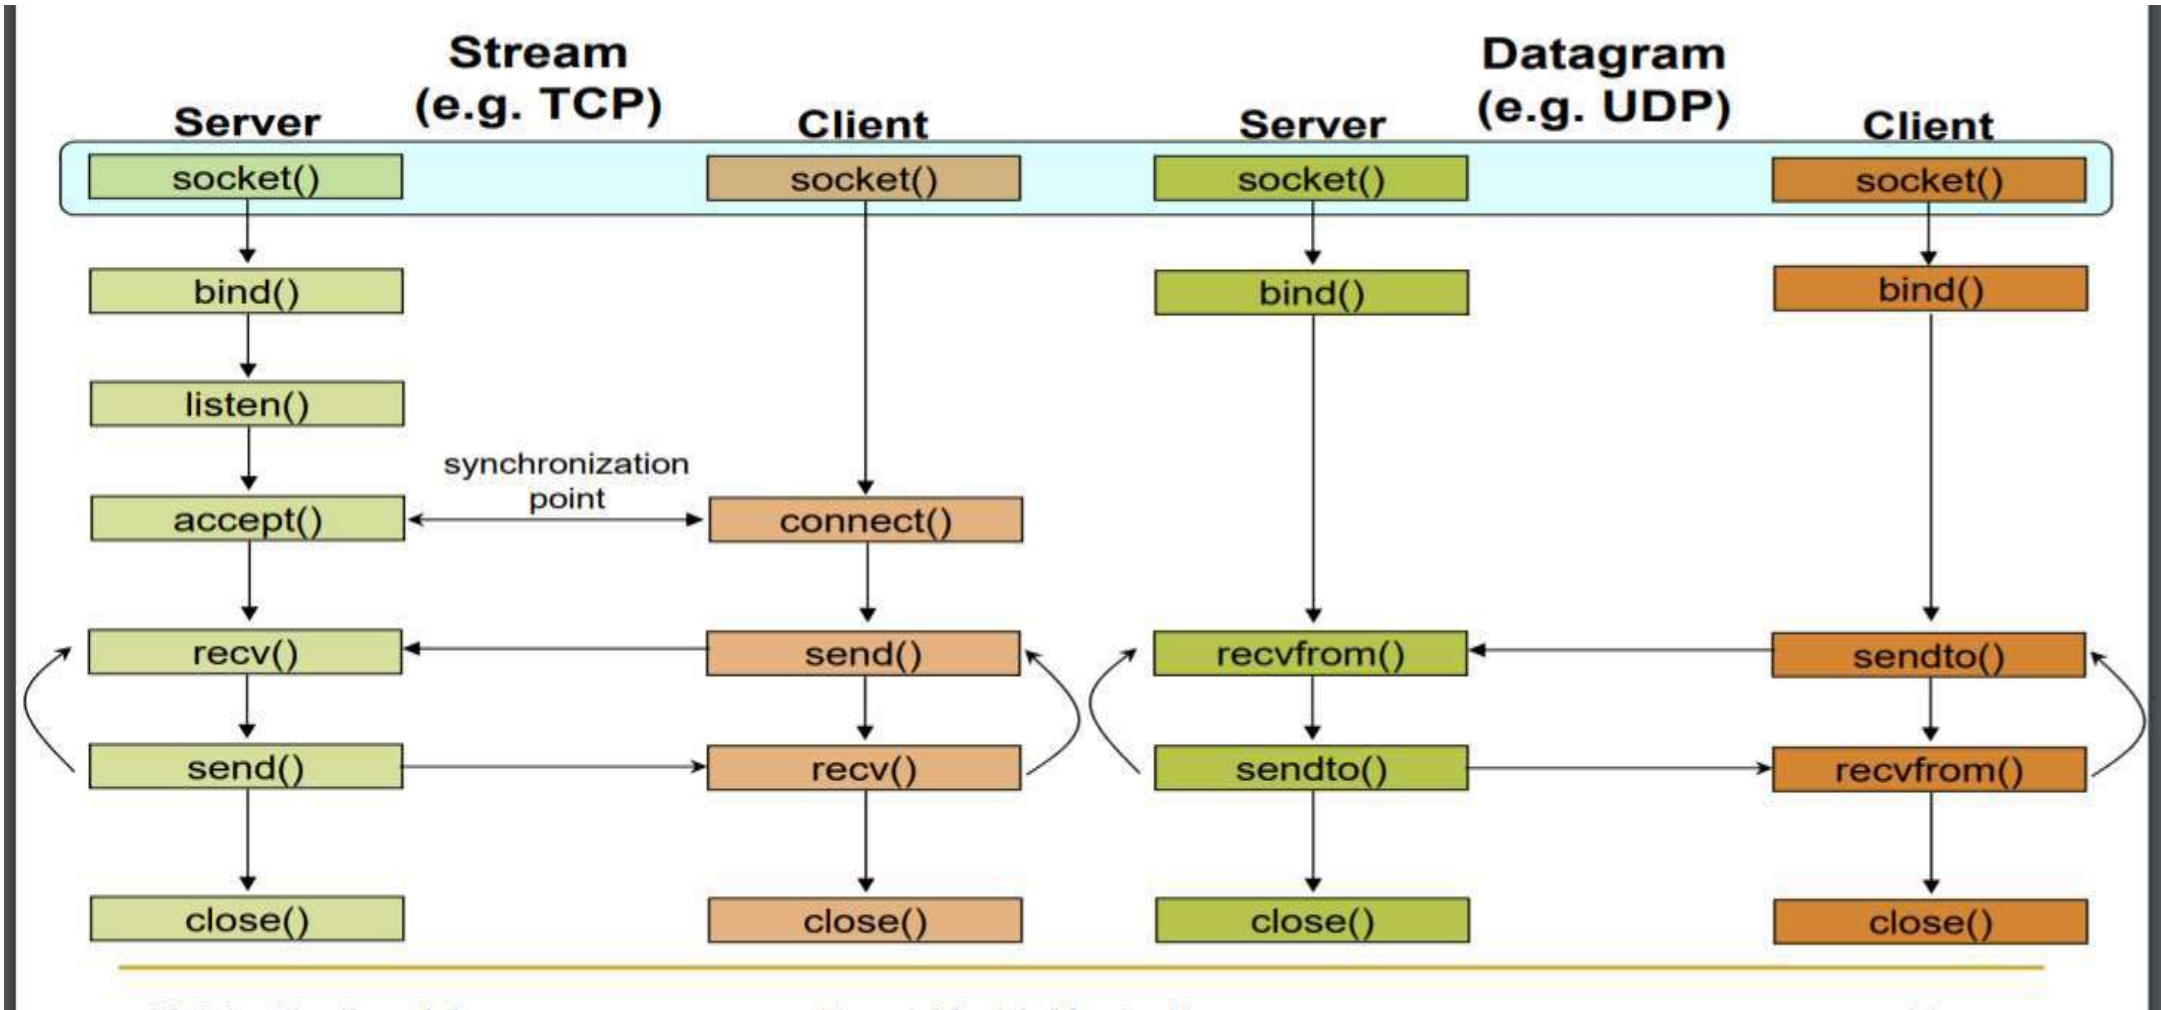 Stream
(e.g. TCP)
Datagram
(e.g. UDP)
Server
Client
Server
Client
socket()
socket()
socket()
socket()
bind()
bind()
bind()
listen()
synchronization
point
accept()
connect()
recv()
send()
recvfrom()
sendto()
send()
recv()
sendto()
recvfrom()
close()
close()
close()
close()